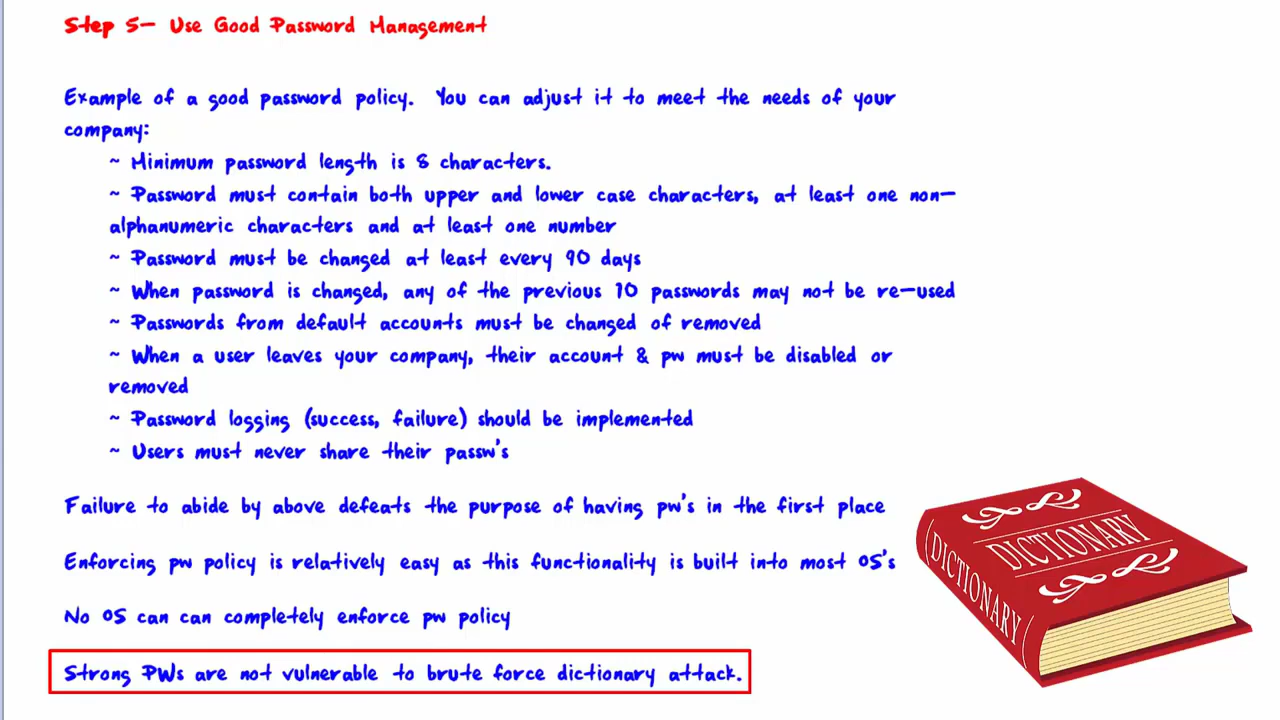 Step 5- Use Good Password Management
Example of a good password policy. You can adjust it to meet the needs of your
company:
~ Minimum password length is 8 characters.
~ Password must contain both upper and lower case characters, at least one non-
alphanumeric characters and at least one number
~ Password must be changed at least every 90 days
~ When password is changed, any of the previous 10 passwords may not be re-used
~ Passwords from default accounts must be changed of removed
~ When a user leaves your company, their account & pw must be disabled or
removed
~ Password logging (success, failure) should be implemented
~ Users must never share their passw's
Failure to abide by above defeats the purpose of having pw's in the first place
Enforcing pw policy is relatively easy as this functionality is built into most OS's
No OS can can completely enforce pw policy
Strong PWs are not vulnerable to brute force dictionary attack.
DICTIONARY
DICTIONARY